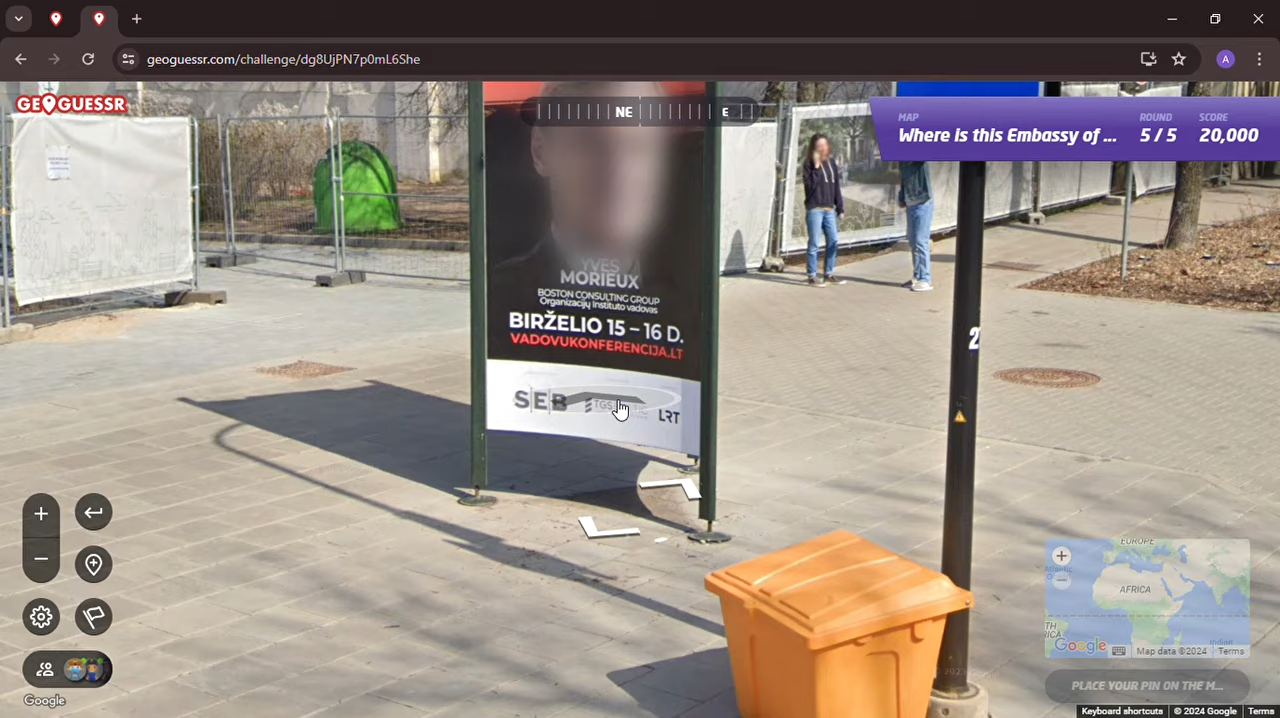 geoguessr.com/challenge/dg8UjPN7p0mL6She
A
GEOGUESSR
NE
E
MAP
Where is this Embassy of ...
ROUND
5 / 5
SCORE
20,000
YVES
MORIEUX
BOSTON CONSULTING GROUP
Organizacijų Instituto vadovas
BIRŽELIO 15 – 16 D.
VADOVUKONFERENCIJA.LT
SEB
TGS
LRT
2
EUROPE
AFRICA
Google
Map data ©2024
Terms
PLACE YOUR PIN ON THE M...
Google
Keyboard shortcuts
© 2024 Google
Terms